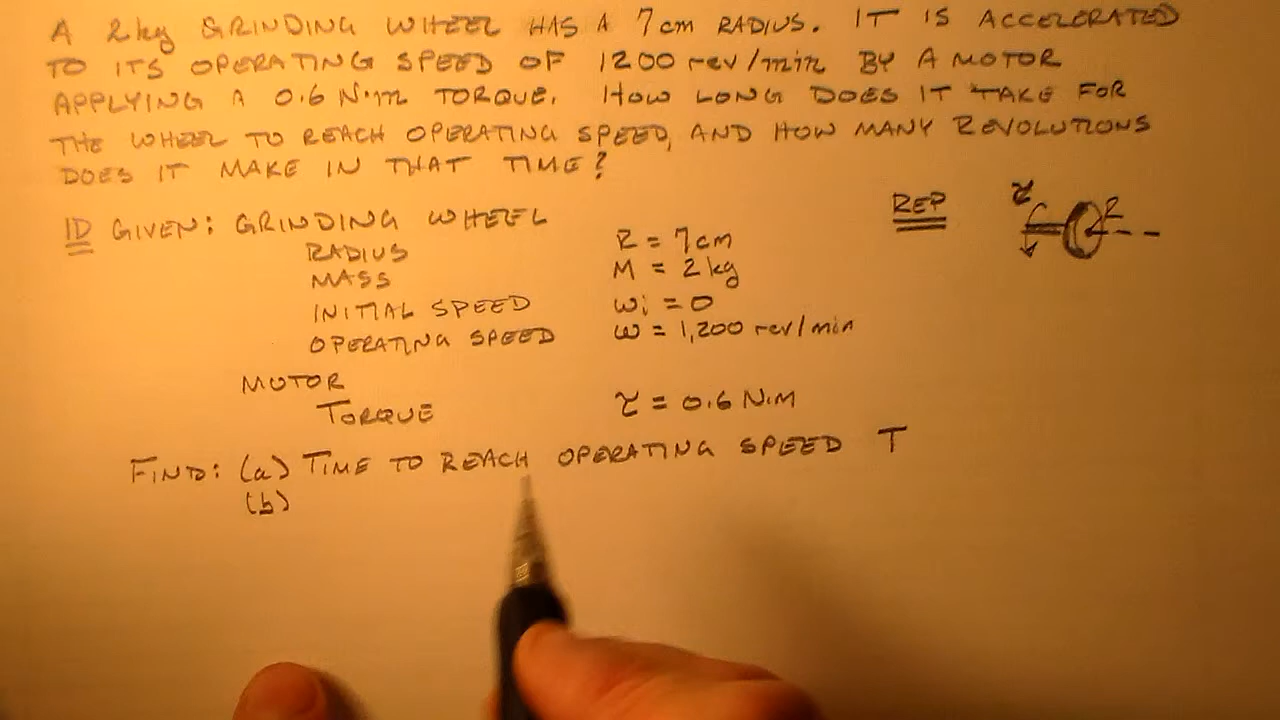 A 2kg GRINDING WHEEL HAS A 7cm RADIUS. IT IS ACCELERATED
TO ITS OPERATING SPEED OF 1200 rev/min BY A MOTOR
APPLYING A 0.6 N·m TORQUE. HOW LONG DOES IT TAKE FOR
THE WHEEL TO REACH OPERATING SPEED, AND HOW MANY REVOLUTIONS
DOES IT MAKE IN THAT TIME?
ID GIVEN: GRINDING WHEEL
RADIUS R = 7cm
MASS M = 2kg
INITIAL SPEED ωi = 0
OPERATING SPEED ω = 1,200 rev/min
MOTOR
TORQUE τ = 0.6 N·M
FIND: (a) TIME TO REACH OPERATING SPEED T
(b)
REP
τ R